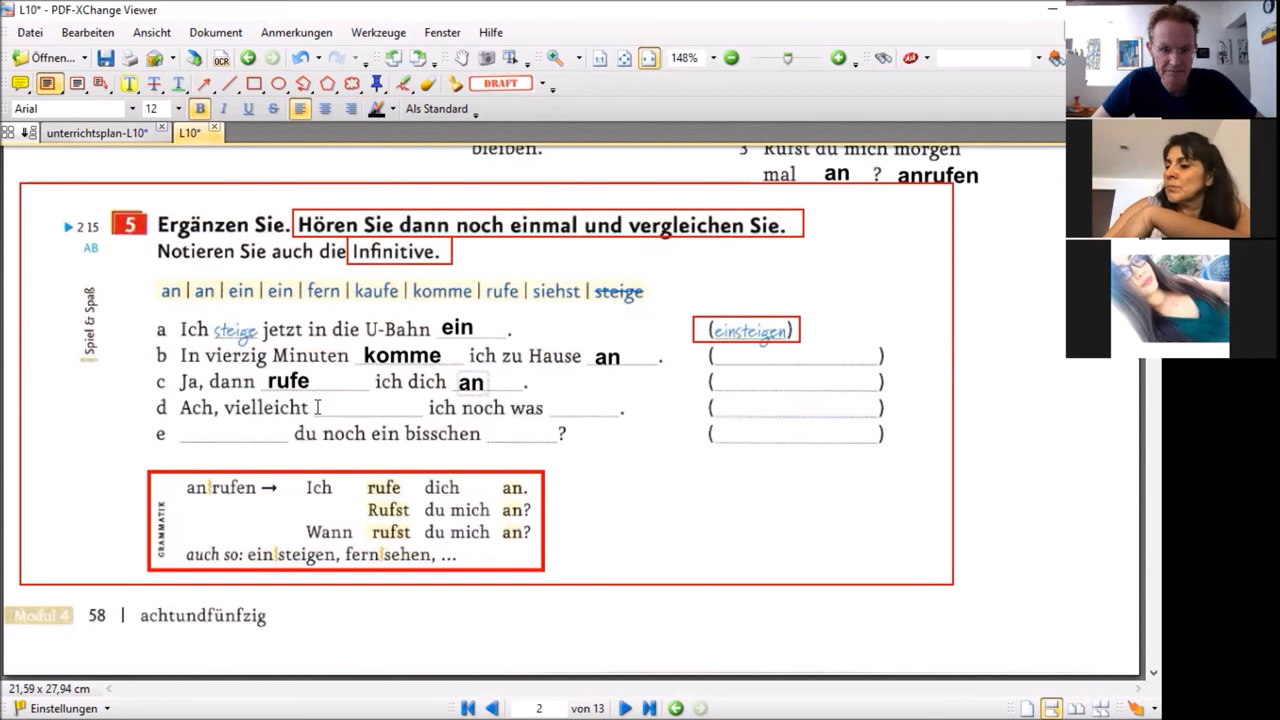 L10* - PDF-XChange Viewer
Datei Bearbeiten Ansicht Dokument Anmerkungen Werkzeuge Fenster Hilfe
Öffnen... OCR 148%
DRAFT
Arial 12 B I U S Als Standard
unterrichtsplan-L10* L10*
bleiben. 3 Rufst du mich morgen
mal an ? anrufen
2 15 5 Ergänzen Sie. Hören Sie dann noch einmal und vergleichen Sie.
AB Notieren Sie auch die Infinitive.
Spiel & Spaß
an | an | ein | ein | fern | kaufe | komme | rufe | siehst | steige
a Ich steige jetzt in die U-Bahn ein . (einsteigen)
b In vierzig Minuten komme ich zu Hause an . ( )
c Ja, dann rufe ich dich an . ( )
d Ach, vielleicht ich noch was . ( )
e du noch ein bisschen ? ( )
GRAMMATIK
an|rufen → Ich rufe dich an.
Rufst du mich an?
Wann rufst du mich an?
auch so: ein|steigen, fern|sehen, ...
Modul 4 58 | achtundfünfzig
21,59 x 27,94 cm
Einstellungen 2 von 13